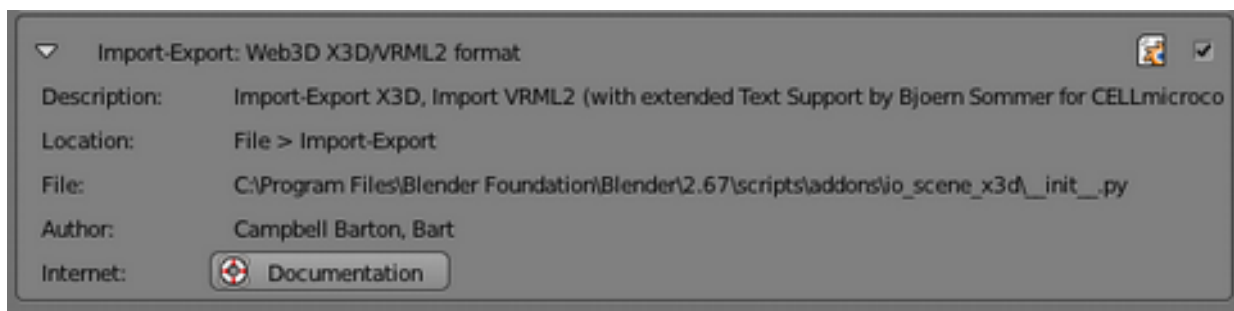 Import-Export: Web3D X3D/VRML2 format
Description: Import-Export X3D, Import VRML2 (with extended Text Support by Bjoern Sommer for CELLmicroco
Location: File > Import-Export
File: C:\Program Files\Blender Foundation\Blender\2.67\scripts\addons\io_scene_x3d\__init__.py
Author: Campbell Barton, Bart
Internet: Documentation